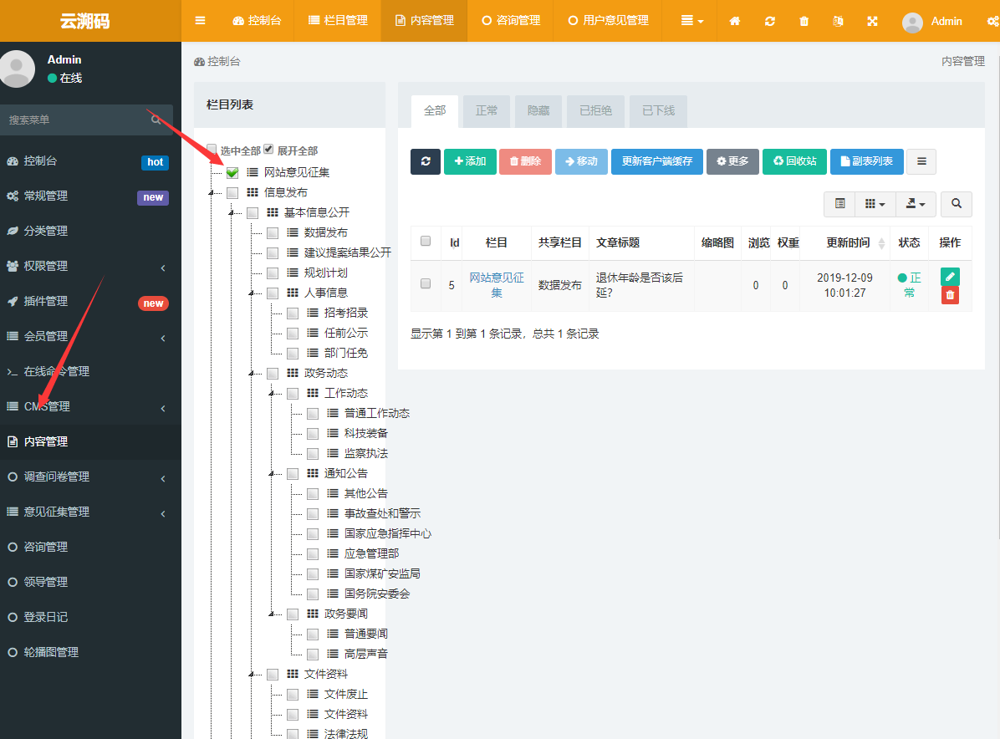 云溯码
控制台
栏目管理
内容管理
咨询管理
用户意见管理
Admin
Admin
在线
搜索菜单
控制台 hot
常规管理 new
分类管理
权限管理
插件管理 new
会员管理
在线命令管理
CMS管理
内容管理
调查问卷管理
意见征集管理
咨询管理
领导管理
登录日记
轮播图管理
控制台
内容管理
栏目列表
选中全部 展开全部
网站意见征集
信息发布
基本信息公开
数据发布
建议提案结果公开
规划计划
人事信息
招考招录
任前公示
部门任免
政务动态
工作动态
普通工作动态
科技装备
监察执法
通知公告
其他公告
事故查处和警示
国家应急指挥中心
应急管理部
国家煤矿安监局
国务院安委会
政务要闻
普通要闻
高层声音
文件资料
文件废止
文件资料
法律法规
全部 正常 隐藏 已拒绝 已下线
添加 删除 移动 更新客户端缓存 更多 回收站 副表列表
Id 栏目 共享栏目 文章标题 缩略图 浏览 权重 更新时间 状态 操作
5 网站意见征集 数据发布 退休年龄是否该后延? 0 0 2019-12-09 10:01:27 正常
显示第 1 到第 1 条记录，总共 1 条记录